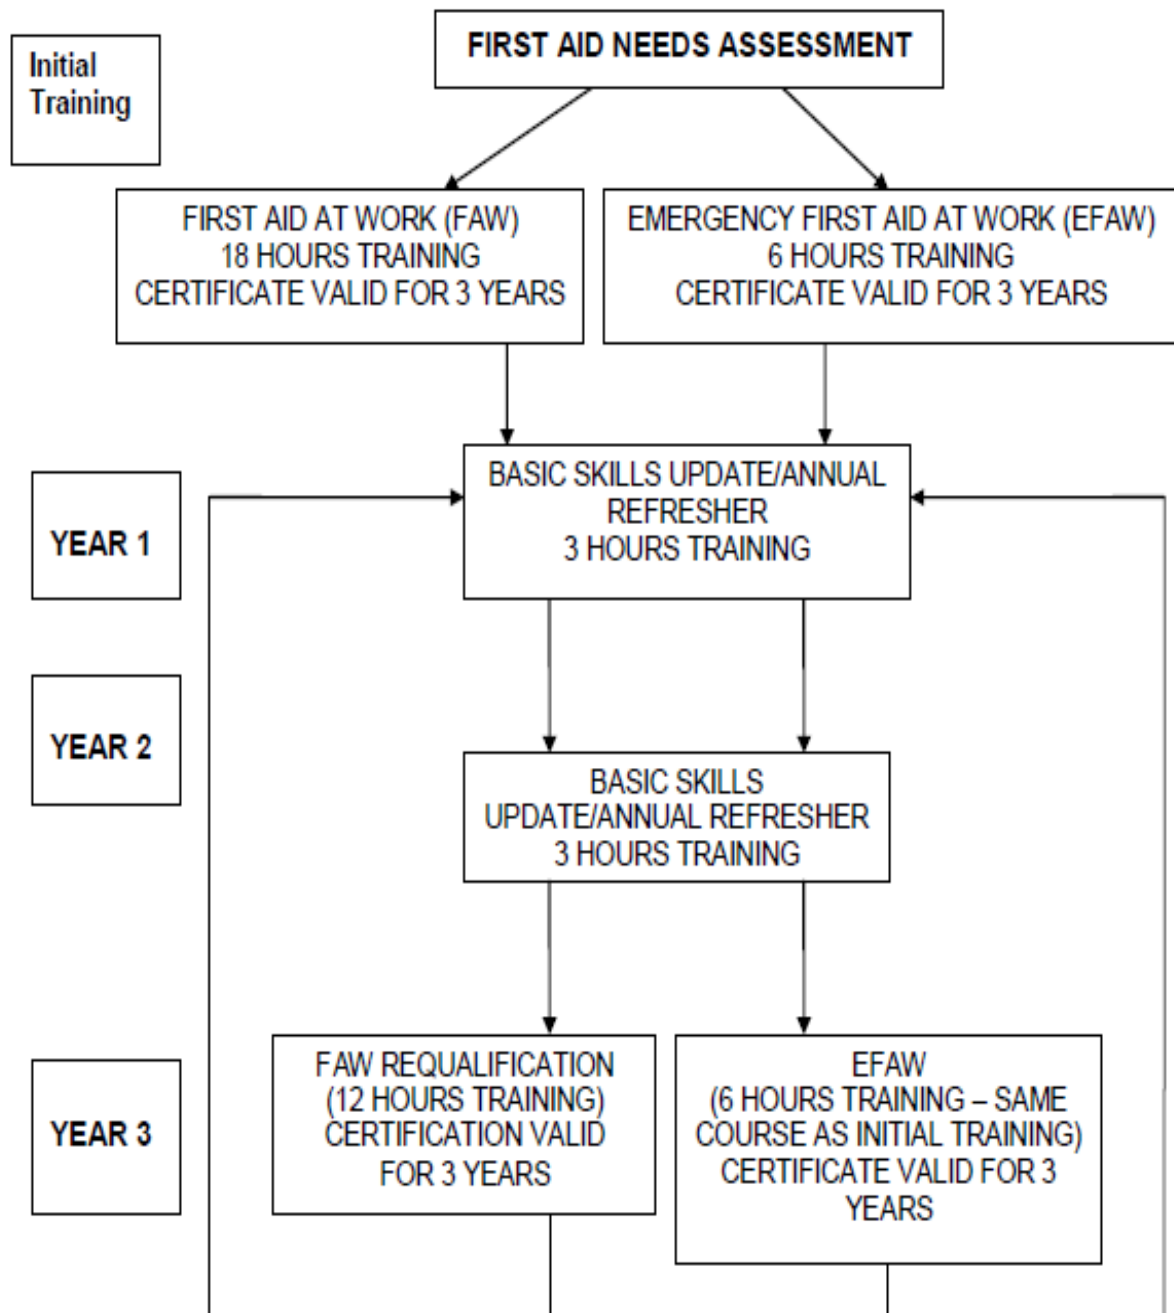 Initial
Training
FIRST AID NEEDS ASSESSMENT
FIRST AID AT WORK (FAW)
18 HOURS TRAINING
CERTIFICATE VALID FOR 3 YEARS
EMERGENCY FIRST AID AT WORK (EFAW)
6 HOURS TRAINING
CERTIFICATE VALID FOR 3 YEARS
YEAR 1
BASIC SKILLS UPDATE/ANNUAL
REFRESHER
3 HOURS TRAINING
YEAR 2
BASIC SKILLS
UPDATE/ANNUAL REFRESHER
3 HOURS TRAINING
YEAR 3
FAW REQUALIFICATION
(12 HOURS TRAINING)
CERTIFICATION VALID
FOR 3 YEARS
EFAW
(6 HOURS TRAINING – SAME
COURSE AS INITIAL TRAINING)
CERTIFICATE VALID FOR 3
YEARS